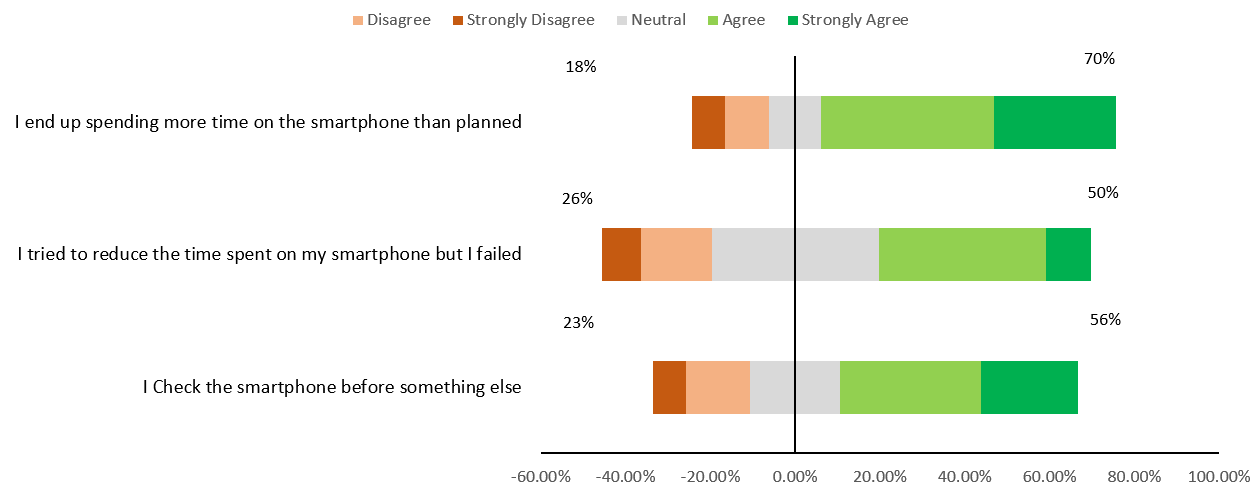 Disagree Strongly Disagree Neutral Agree Strongly Agree
18% 70%
I end up spending more time on the smartphone than planned
26% 50%
I tried to reduce the time spent on my smartphone but I failed
23% 56%
I Check the smartphone before something else
-60.00% -40.00% -20.00% 0.00% 20.00% 40.00% 60.00% 80.00% 100.00%